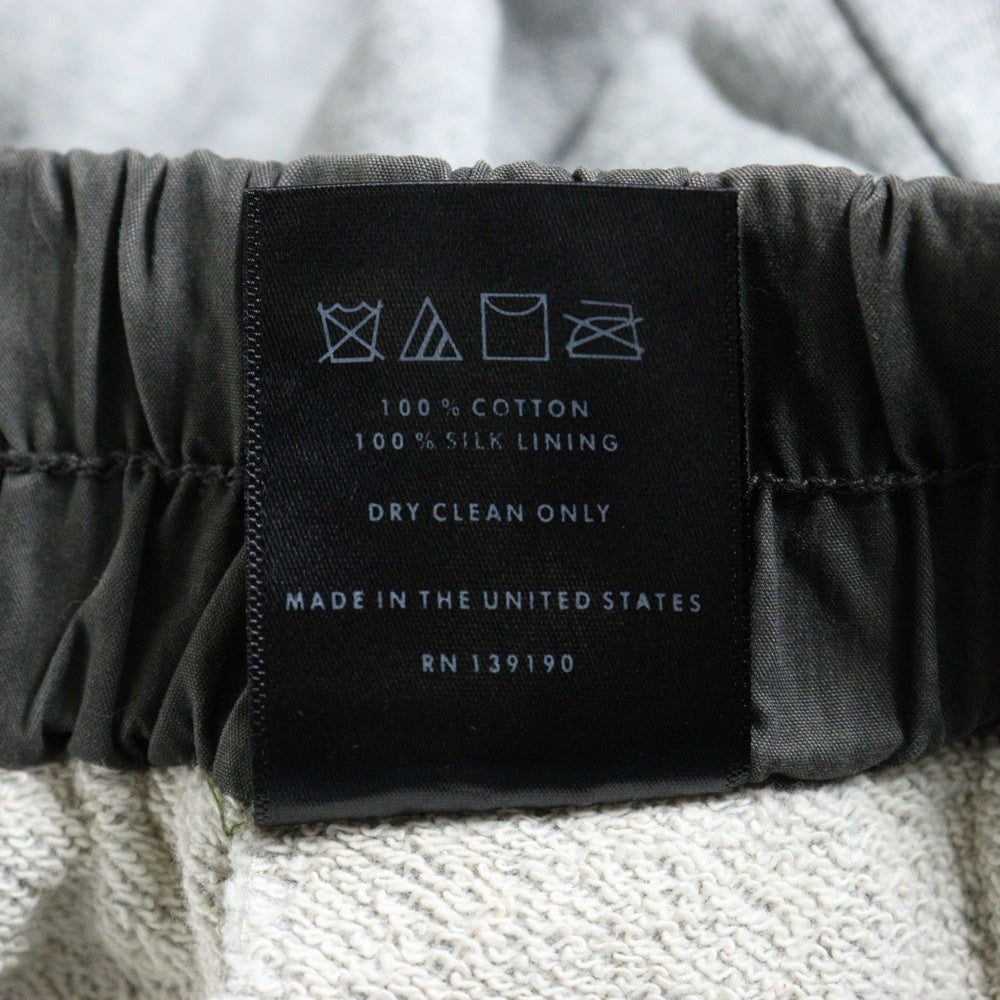 100 % COTTON
100 % SILK LINING
DRY CLEAN ONLY
MADE IN THE UNITED STATES
RN 139190